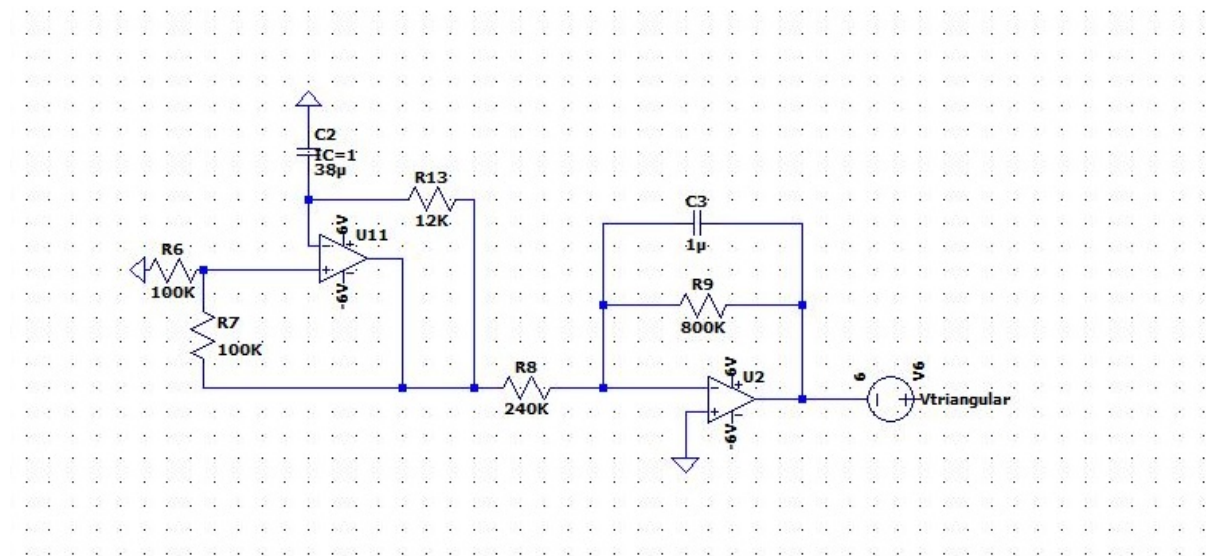 C2
IC=1
38µ
R13
12K
6V
U11
R6
100K
-6V
R7
100K
C3
1µ
R9
800K
R8
240K
6V
U2
-6V
6
V6
Vtriangular